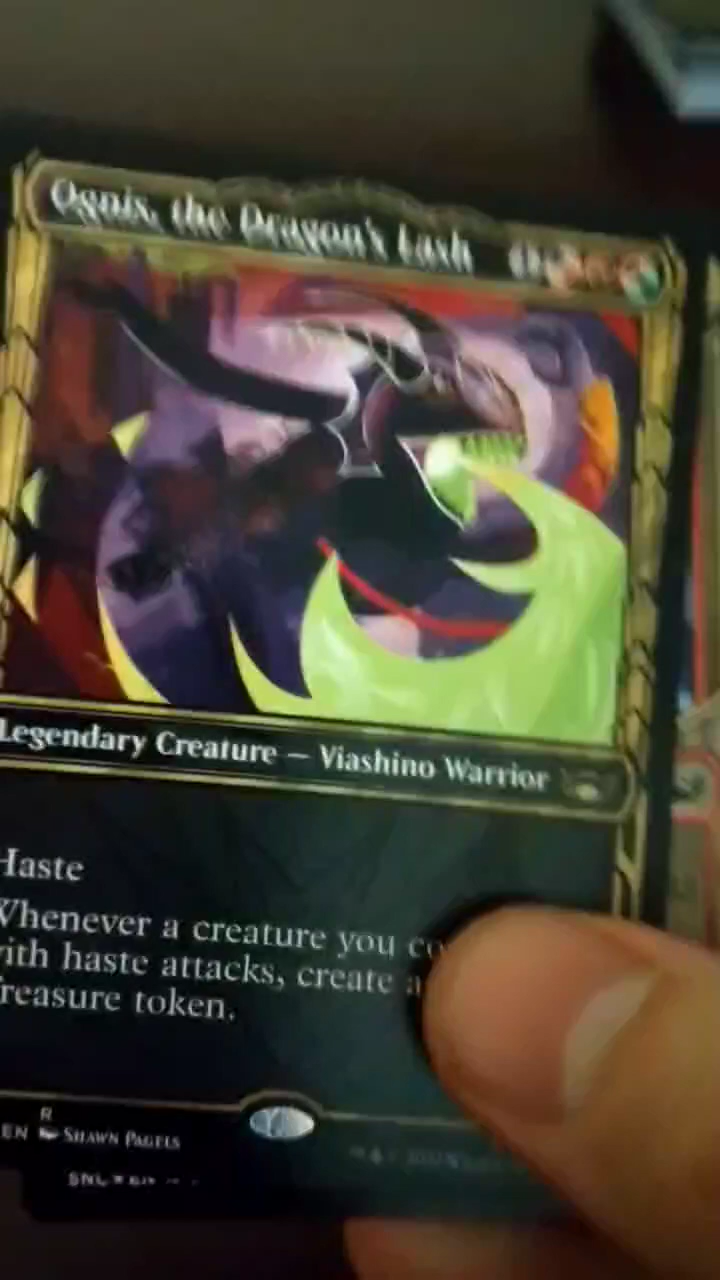 Ognis, the Dragon's Lash
Legendary Creature — Viashino Warrior
Haste
Whenever a creature you co
with haste attacks, create a
Treasure token.
R
EN SHAWN PAGELS